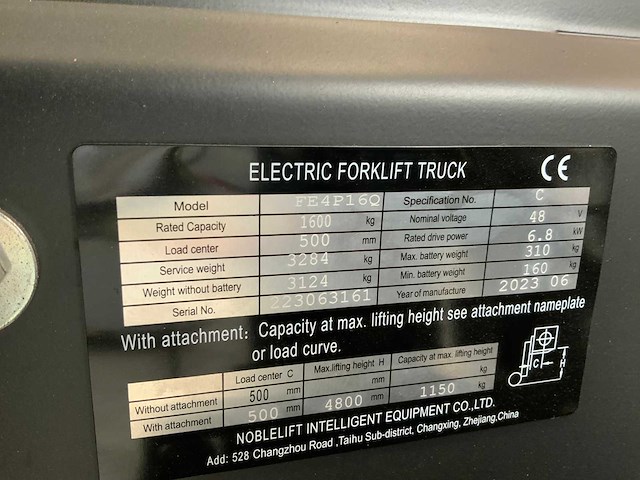 ELECTRIC FORKLIFT TRUCK CE
Model FE4P16Q Specification No. C
Rated Capacity 1600 kg Nominal voltage 48 V
Load center 500 mm Rated drive power 6.8 kW
Service weight 3284 kg Max. battery weight 310 kg
Weight without battery 3124 kg Min. battery weight 160 kg
Serial No. 223063161 Year of manufacture 2023 06
With attachment: Capacity at max. lifting height see attachment nameplate
or load curve.
Load center C Max.lifting height H Capacity at max. lifting height
Without attachment 500 mm 4800 mm 1150 kg
With attachment 500 mm
C H
NOBLELIFT INTELLIGENT EQUIPMENT CO.,LTD.
Add: 528 Changzhou Road ,Taihu Sub-district, Changxing, Zhejiang,China